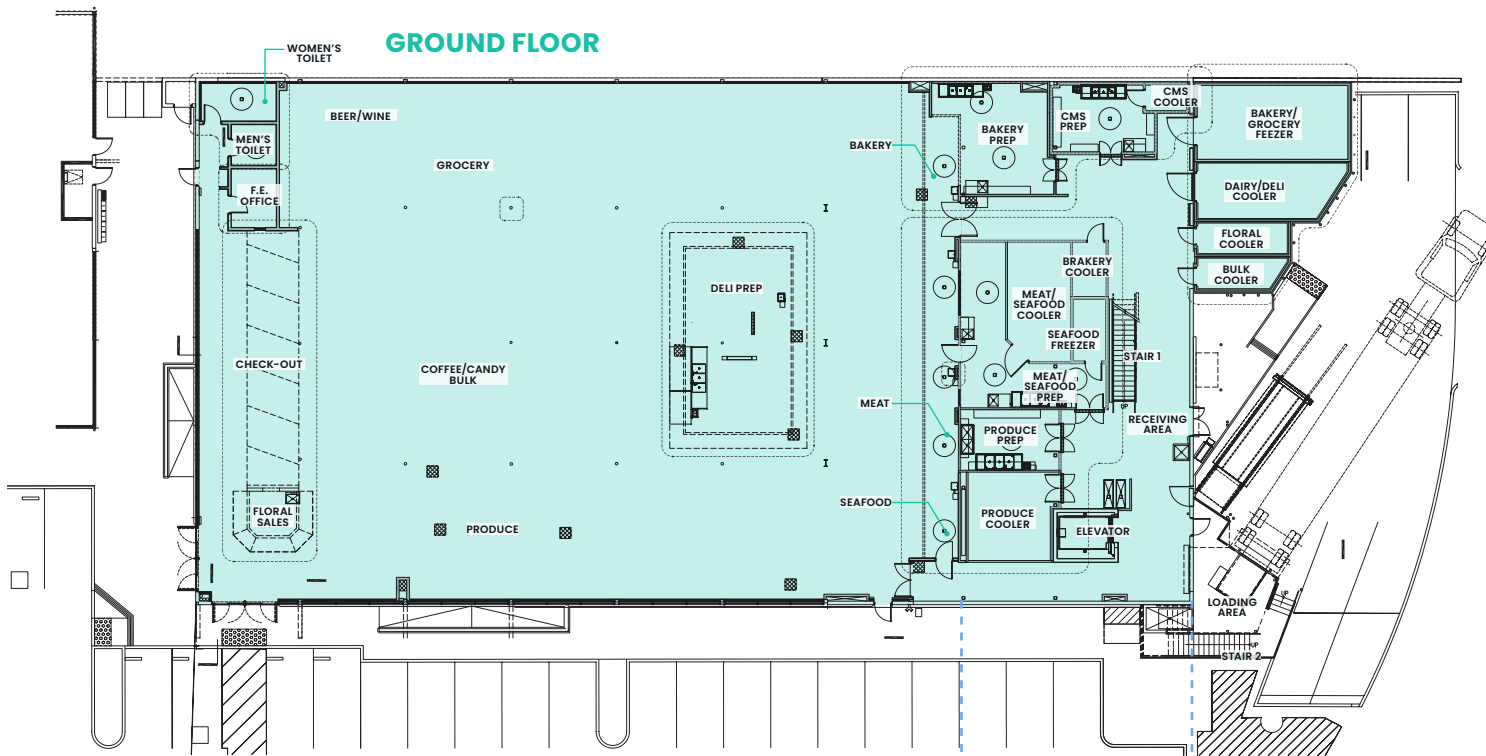 GROUND FLOOR
WOMEN'S
TOILET
BEER/WINE
MEN'S
TOILET
GROCERY
F.E.
OFFICE
BAKERY
BAKERY
PREP
CMS
PREP
CMS
COOLER
BAKERY/
GROCERY
FEEZER
DAIRY/DELI
COOLER
FLORAL
COOLER
BULK
COOLER
BRAKERY
COOLER
DELI PREP
MEAT/
SEAFOOD
COOLER
SEAFOOD
FREEZER
STAIR 1
UP
CHECK-OUT
COFFEE/CANDY
BULK
MEAT/
SEAFOOD
PREP
MEAT
PRODUCE
PREP
RECEIVING
AREA
SEAFOOD
FLORAL
SALES
PRODUCE
PRODUCE
COOLER
ELEVATOR
LOADING
AREA
UP
UP
STAIR 2